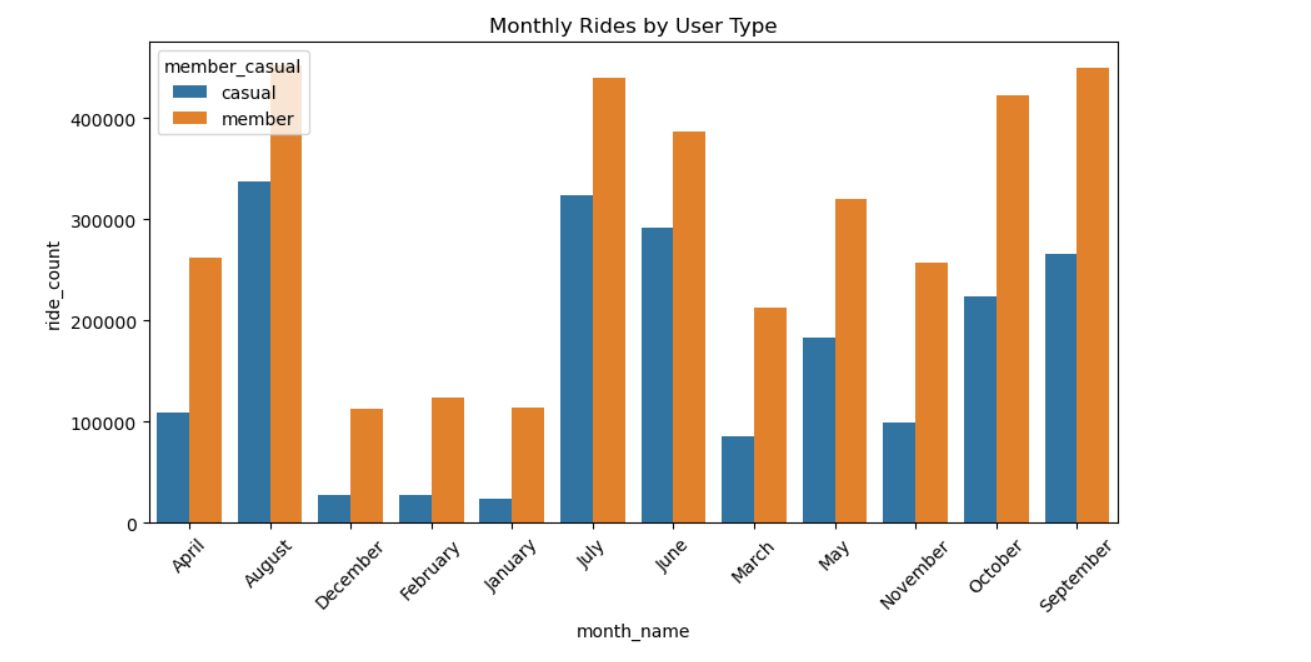 Monthly Rides by User Type
member_casual
casual
member
400000
300000
200000
100000
0
ride_count
April
August
December
February
January
July
June
March
May
November
October
September
month_name